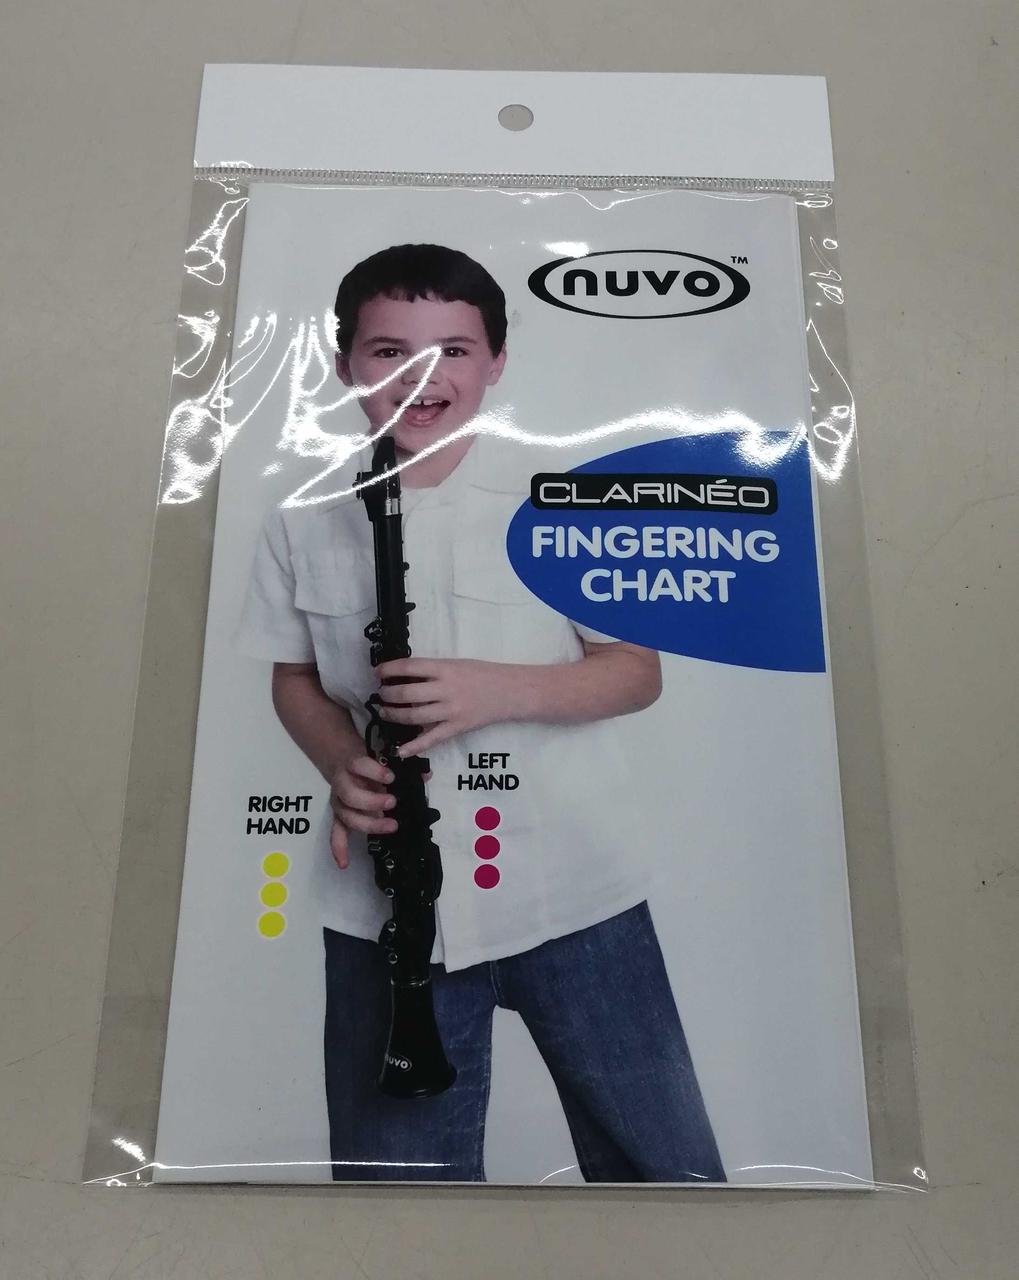 nuvo™
CLARINÉO
FINGERING
CHART
LEFT
HAND
RIGHT
HAND
nuvo